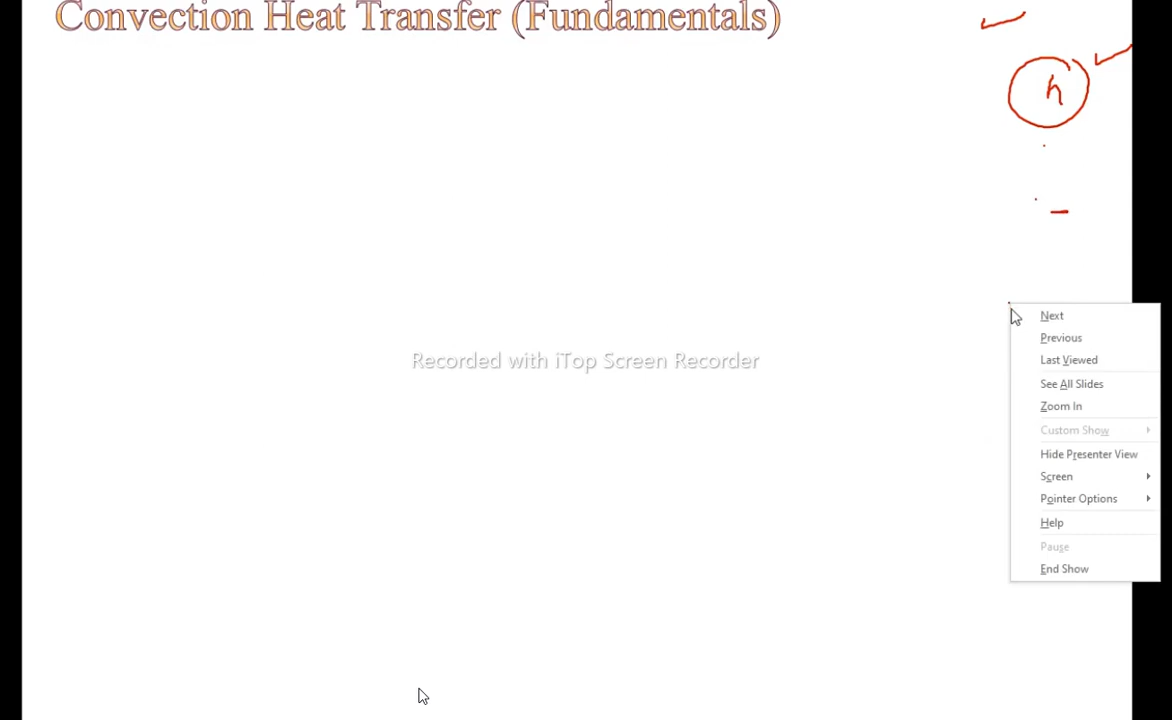 Convection Heat Transfer (Fundamentals)
h
Next
Previous
Recorded with iTop Screen Recorder
Last Viewed
See All Slides
Zoom In
Custom Show
Hide Presenter View
Screen
Pointer Options
Help
Pause
End Show